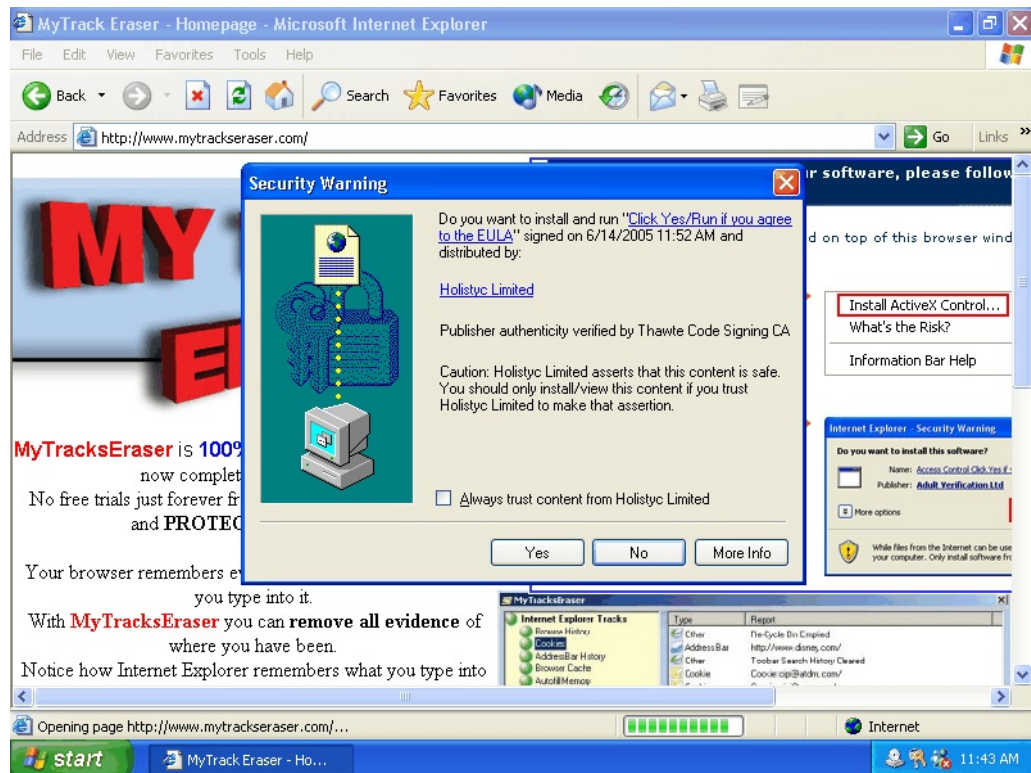 MyTrack Eraser - Homepage - Microsoft Internet Explorer
File Edit View Favorites Tools Help
Back Search Favorites Media
Address http://www.mytrackseraser.com/ Go Links »
MY
E
ur software, please follow
d on top of this browser wind
Install ActiveX Control...
What's the Risk?
Information Bar Help
Security Warning
Do you want to install and run "Click Yes/Run if you agree
to the EULA" signed on 6/14/2005 11:52 AM and
distributed by:
Holistyc Limited
Publisher authenticity verified by Thawte Code Signing CA
Caution: Holistyc Limited asserts that this content is safe.
You should only install/view this content if you trust
Holistyc Limited to make that assertion.
Always trust content from Holistyc Limited
Yes No More Info
Internet Explorer - Security Warning
Do you want to install this software?
Name: Access Control Click Yes if
Publisher: Adult Verification Ltd
More options
While files from the Internet can be use
your computer. Only install software fro
MyTracksEraser is 100%
now complet
No free trials just forever fr
and PROTEC
Your browser remembers ev
you type into it.
With MyTracksEraser you can remove all evidence of
where you have been.
Notice how Internet Explorer remembers what you type into
MyTracksEraser
Internet Explorer Tracks
Browse History
Cookies
AddressBar History
Browser Cache
Autofill Memory
Type Report
Other Re-Cycle Bin Emptied
AddressBar http://www.disney.com/
Other Toolbar Search History Cleared
Cookie Cookie:cipi@atdmt.com/
Opening page http://www.mytrackseraser.com/...
Internet
start MyTrack Eraser - Ho... 11:43 AM